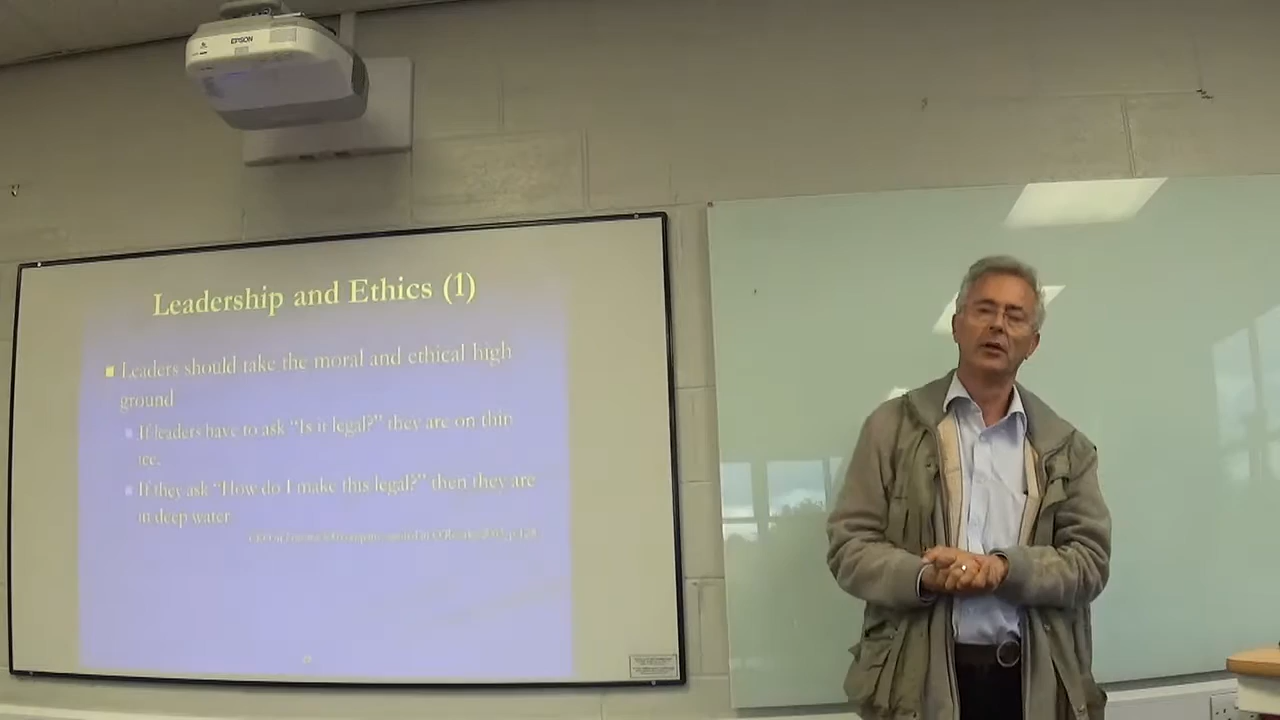 EPSON
Leadership and Ethics (1)
Leaders should take the moral and ethical high
ground
If leaders have to ask “Is it legal?” they are on thin
ice.
If they ask “How do I make this legal?” then they are
in deep water